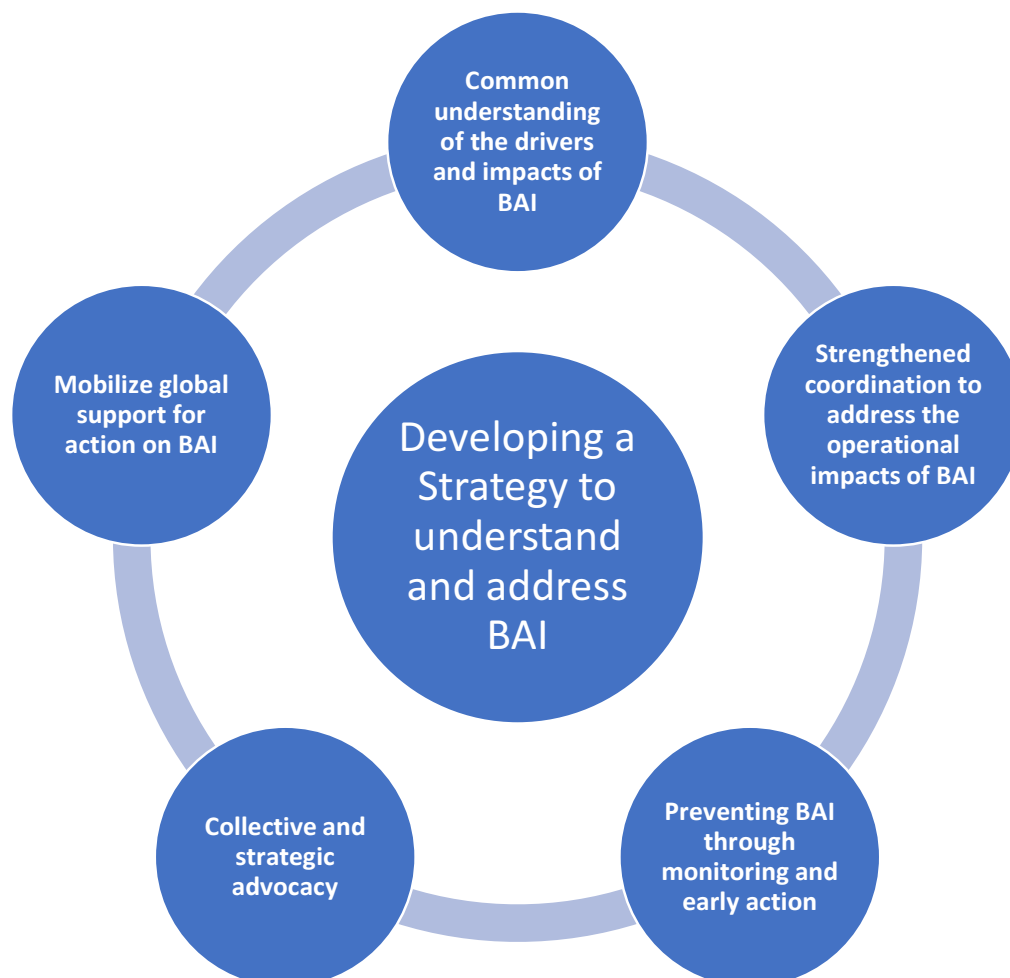 Common
understanding
of the drivers
and impacts of
BAI
Strengthened
coordination to
address the
operational
impacts of BAI
Preventing BAI
through
monitoring and
early action
Collective and
strategic
advocacy
Mobilize global
support for
action on BAI
Developing a
Strategy to
understand
and address
BAI